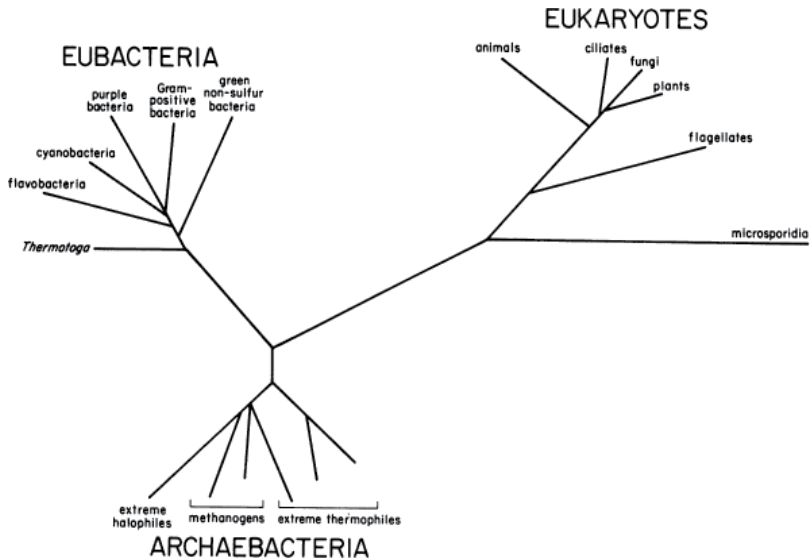 EUBACTERIA
purple
bacteria
Gram-
positive
bacteria
green
non-sulfur
bacteria
cyanobacteria
flavobacteria
Thermotoga
EUKARYOTES
animals
ciliates
fungi
plants
flagellates
microsporidia
extreme
halophiles
methanogens
extreme thermophiles
ARCHAEBACTERIA